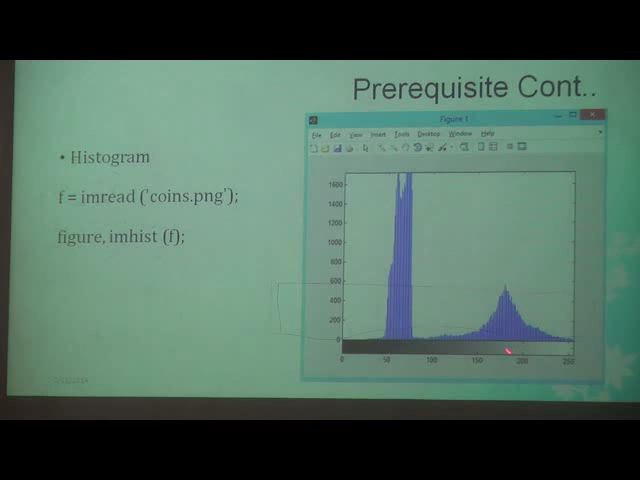 Prerequisite Cont..
• Histogram
f = imread ('coins.png');
figure, imhist (f);
Figure 1
File Edit View Insert Tools Desktop Window Help
1600
1400
1200
1000
800
600
400
200
0
0 50 100 150 200 250